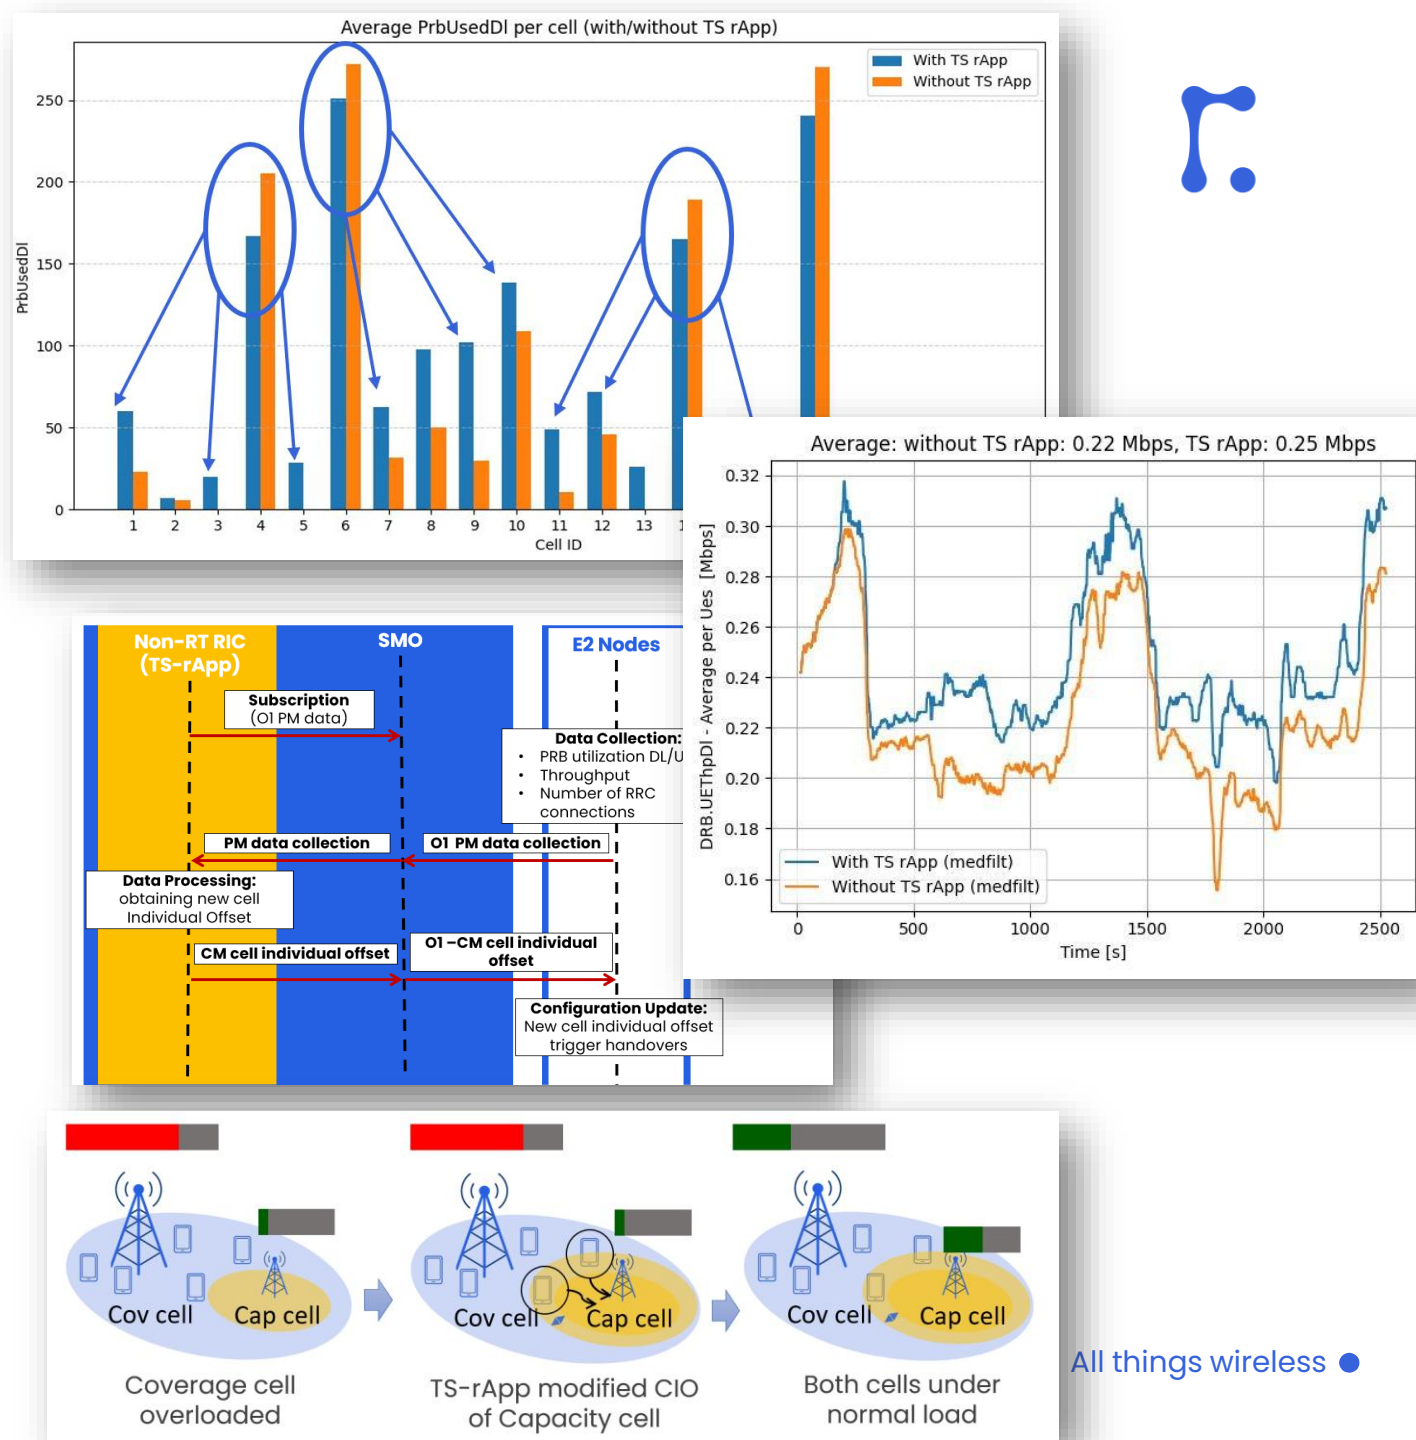 Average PrbUsedDl per cell (with/without TS rApp)
With TS rApp
Without TS rApp
PrbUsedDl
250
200
150
100
50
0
1 2 3 4 5 6 7 8 9 10 11 12 13
Cell ID
Average: without TS rApp: 0.22 Mbps, TS rApp: 0.25 Mbps
DRB.UEThpDl - Average per Ues [Mbps]
0.32
0.30
0.28
0.26
0.24
0.22
0.20
0.18
0.16
With TS rApp (medfilt)
Without TS rApp (medfilt)
0 500 1000 1500 2000 2500
Time [s]
Non-RT RIC
(TS-rApp)
SMO
E2 Nodes
Subscription
(O1 PM data)
Data Collection:
• PRB utilization DL/U
• Throughput
• Number of RRC
connections
PM data collection
O1 PM data collection
Data Processing:
obtaining new cell
Individual Offset
CM cell individual offset
O1 –CM cell individual
offset
Configuration Update:
New cell individual offset
trigger handovers
Cov cell
Cap cell
Cov cell
Cap cell
Cov cell
Cap cell
Coverage cell
overloaded
TS-rApp modified CIO
of Capacity cell
Both cells under
normal load
All things wireless